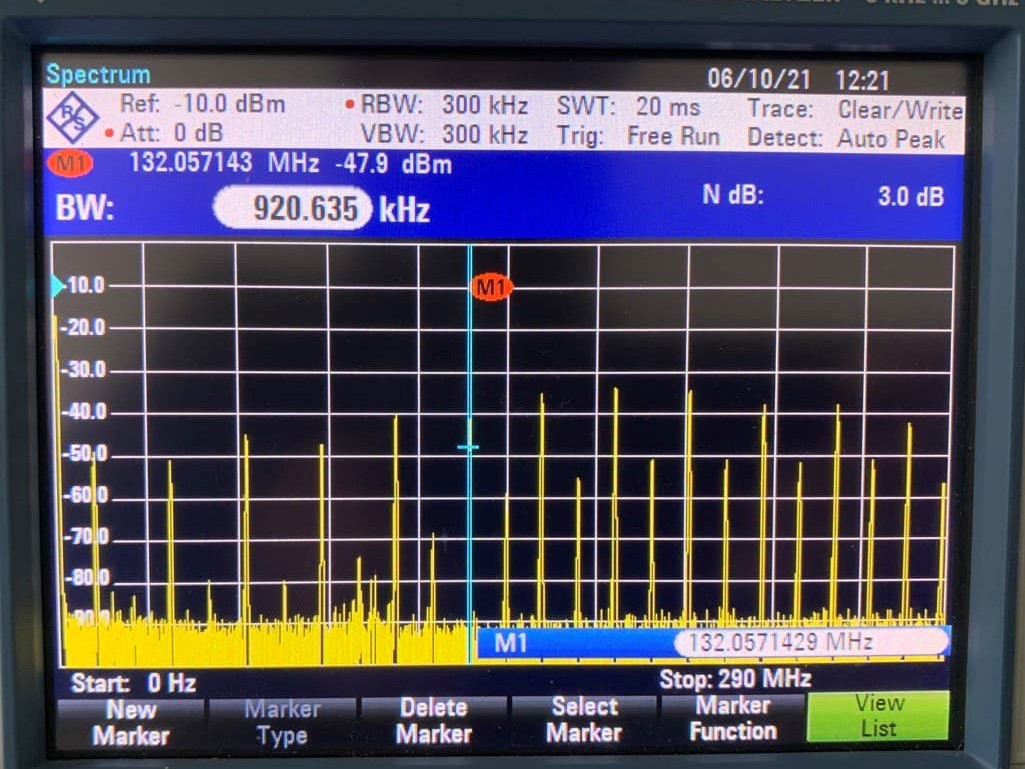 Spectrum 06/10/21 12:21
R&S Ref: -10.0 dBm • RBW: 300 kHz SWT: 20 ms Trace: Clear/Write
• Att: 0 dB VBW: 300 kHz Trig: Free Run Detect: Auto Peak
M1 132.057143 MHz -47.9 dBm
BW: 920.635 kHz N dB: 3.0 dB
M1
-10.0
-20.0
-30.0
-40.0
-50.0
-60.0
-70.0
-80.0
-90.0
M1 132.0571429 MHz
Start: 0 Hz Stop: 290 MHz
New Marker
Marker Type
Delete Marker
Select Marker
Marker Function
View List